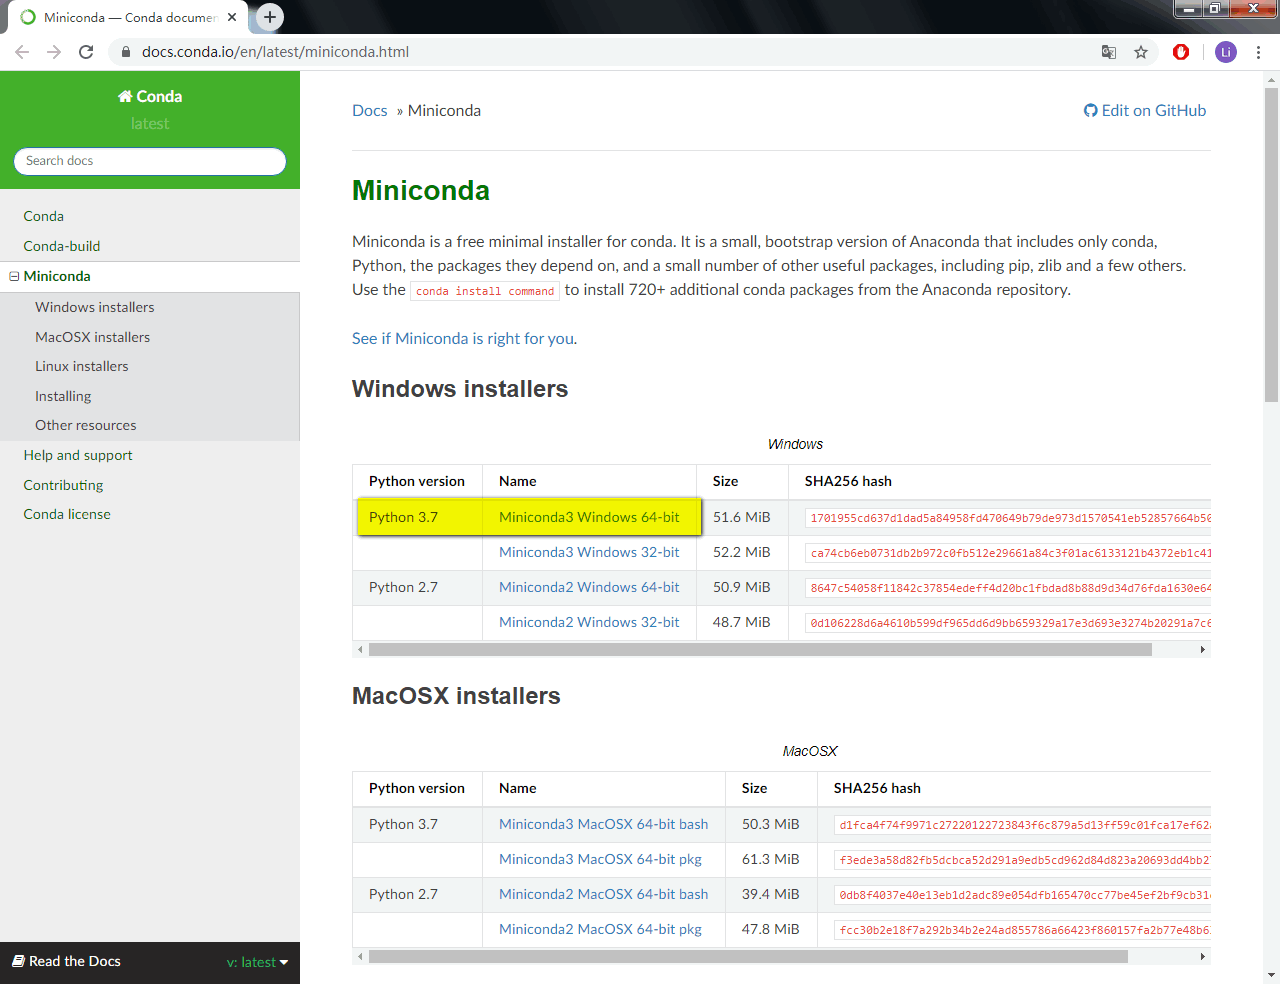 Miniconda — Conda documen
docs.conda.io/en/latest/miniconda.html
Li
Conda
latest
Search docs
Conda
Conda-build
Miniconda
Windows installers
MacOSX installers
Linux installers
Installing
Other resources
Help and support
Contributing
Conda license
Read the Docs
v: latest
Docs » Miniconda
Edit on GitHub
Miniconda
Miniconda is a free minimal installer for conda. It is a small, bootstrap version of Anaconda that includes only conda,
Python, the packages they depend on, and a small number of other useful packages, including pip, zlib and a few others.
Use the conda install command to install 720+ additional conda packages from the Anaconda repository.
See if Miniconda is right for you.
Windows installers
Windows
Python version Name Size SHA256 hash
Python 3.7 Miniconda3 Windows 64-bit 51.6 MiB 1701955cd637d1dad5a84958fd470649b79de973d1570541eb52857664b50
Miniconda3 Windows 32-bit 52.2 MiB ca74cb6eb0731db2b972c0fb512e29661a84c3f01ac6133121b4372eb1c41
Python 2.7 Miniconda2 Windows 64-bit 50.9 MiB 8647c54058f11842c37854edeff4d20bc1fbdad8b88d9d34d76fda1630e64
Miniconda2 Windows 32-bit 48.7 MiB 0d106228d6a4610b599df965dd6d9bb659329a17e3d693e3274b20291a7c6
MacOSX installers
MacOSX
Python version Name Size SHA256 hash
Python 3.7 Miniconda3 MacOSX 64-bit bash 50.3 MiB d1fca4f74f9971c27220122723843f6c879a5d13ff59c01fca17ef62
Miniconda3 MacOSX 64-bit pkg 61.3 MiB f3ede3a58d82fb5dcbca52d291a9edb5cd962d84d823a20693dd4bb2
Python 2.7 Miniconda2 MacOSX 64-bit bash 39.4 MiB 0db8f4037e40e13eb1d2adc89e054dfb165470cc77be45ef2bf9cb31
Miniconda2 MacOSX 64-bit pkg 47.8 MiB fcc30b2e18f7a292b34b2e24ad855786a66423f860157fa2b77e48b6